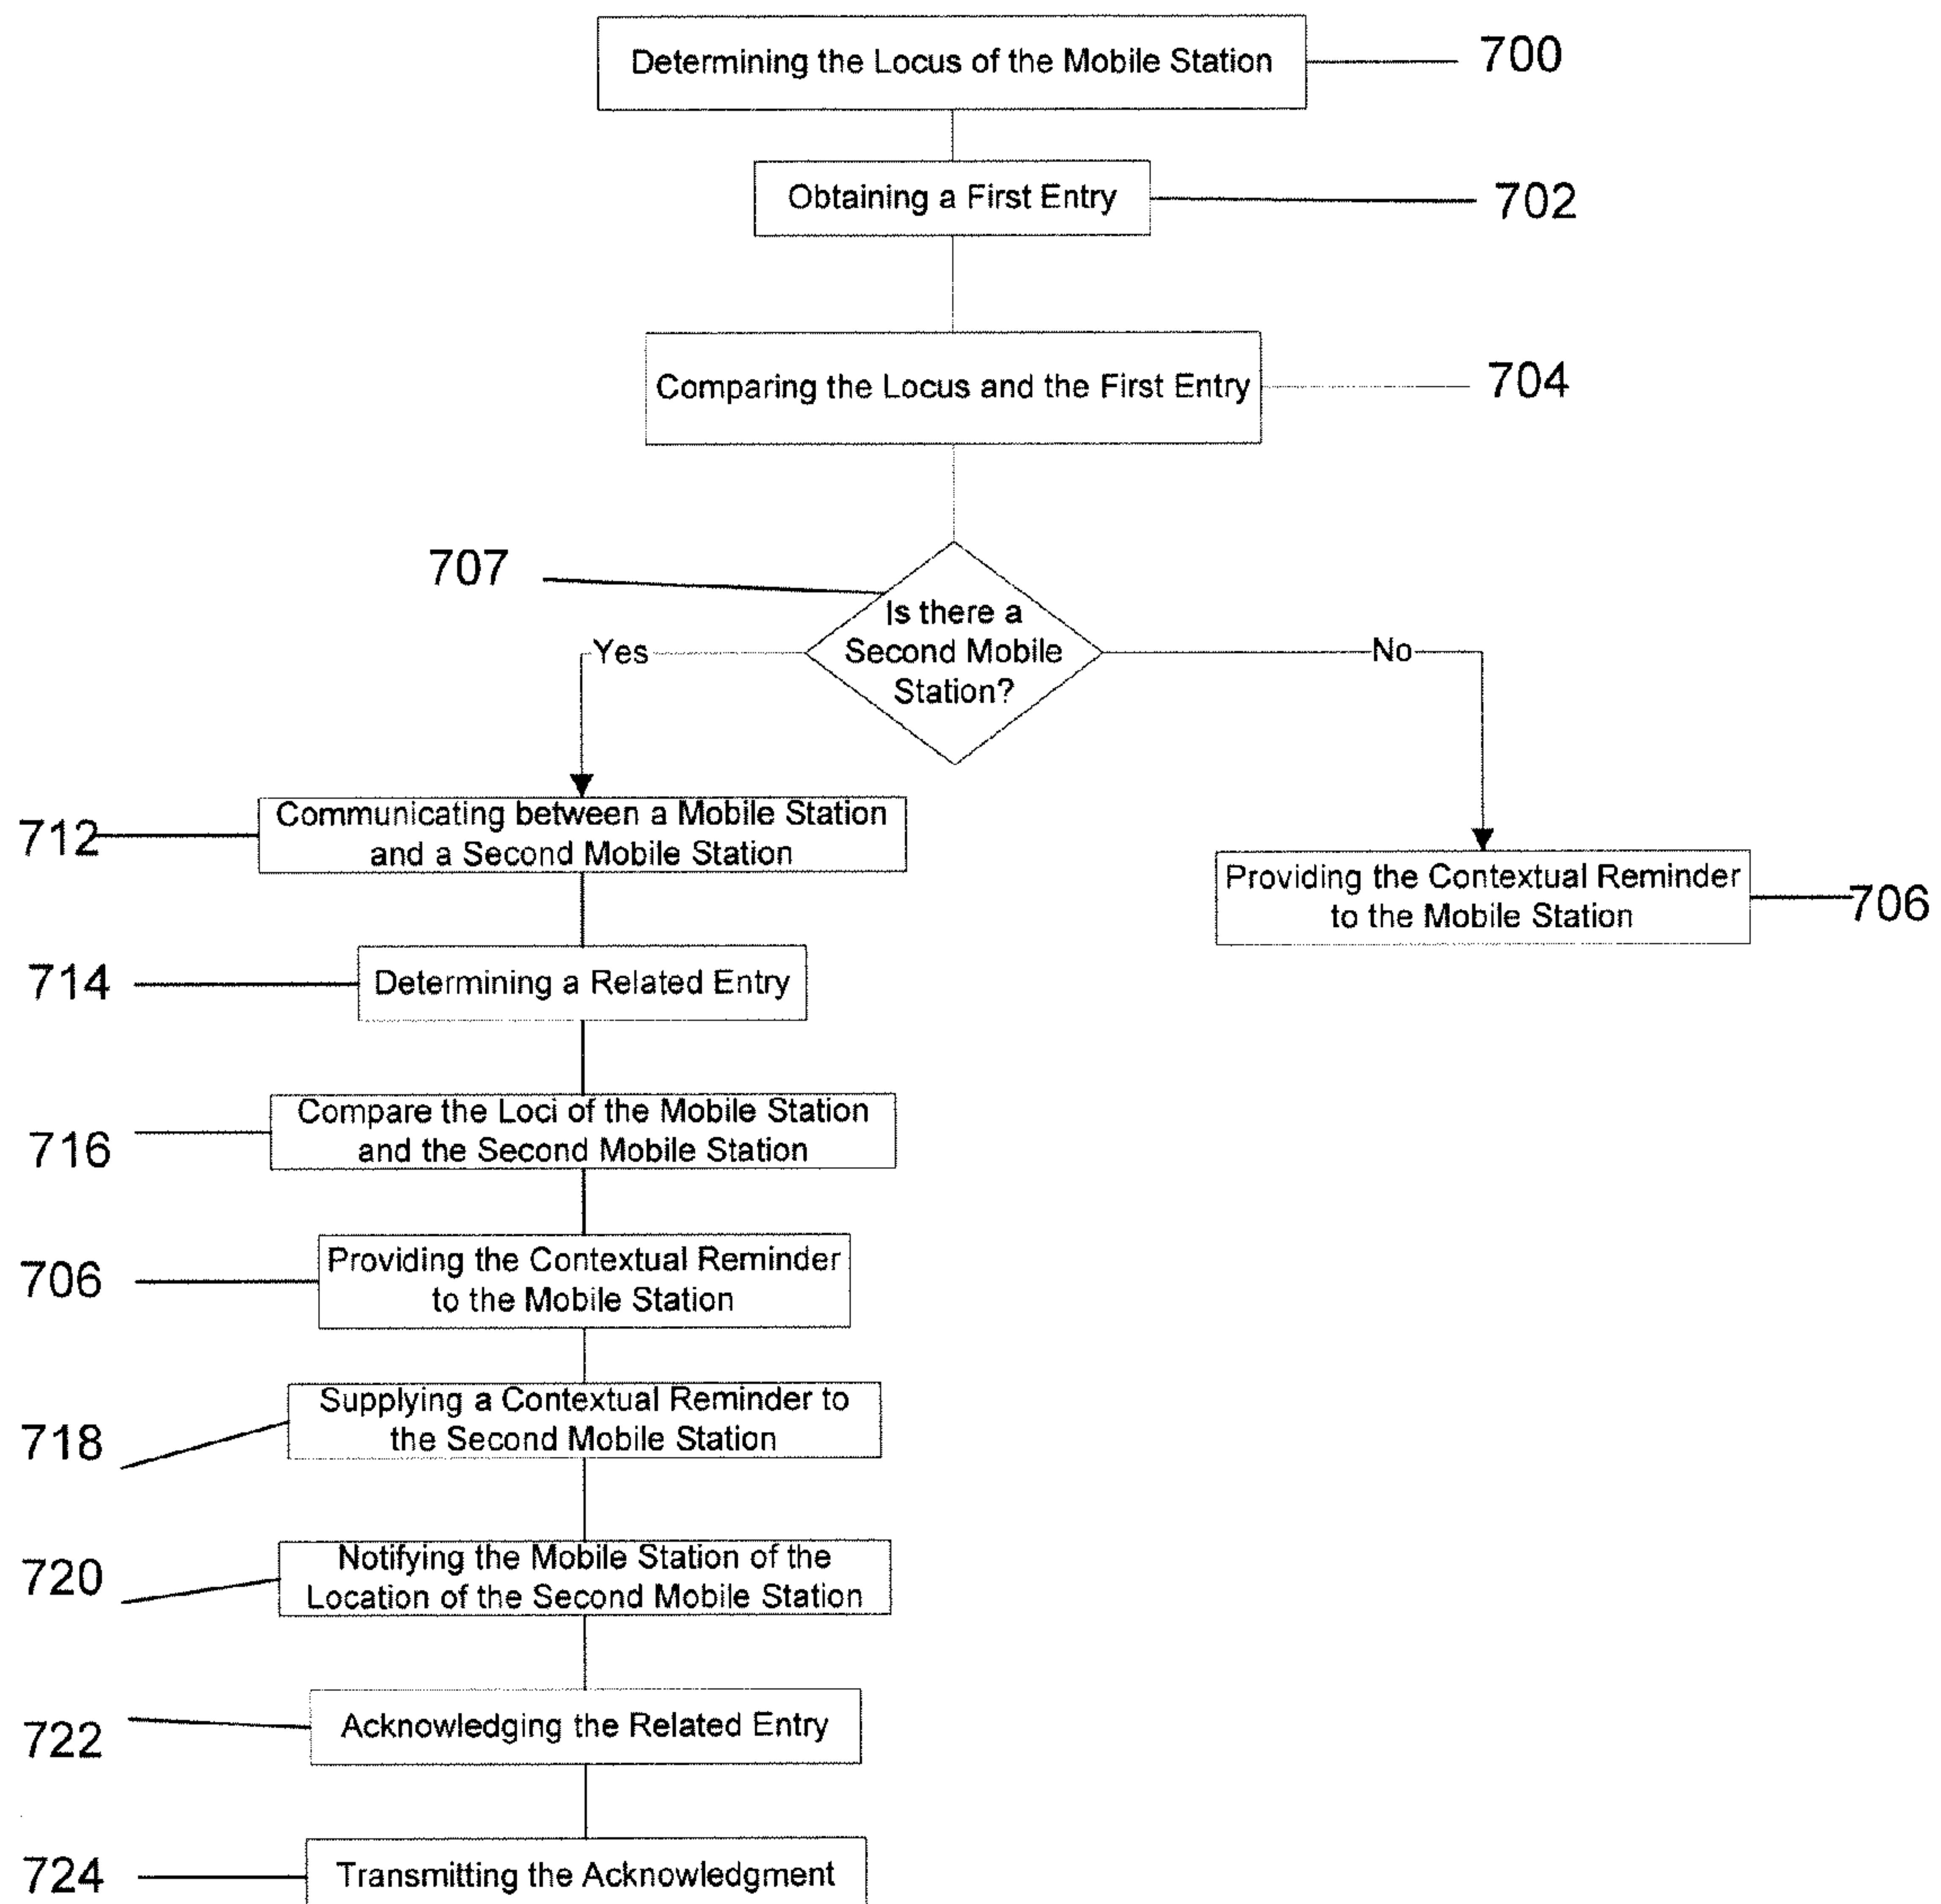 Determining the Locus of the Mobile Station
700
Obtaining a First Entry
702
Comparing the Locus and the First Entry
704
707
Is there a
Second Mobile
Station?
Yes
No
712
Communicating between a Mobile Station
and a Second Mobile Station
Providing the Contextual Reminder
to the Mobile Station
706
714
Determining a Related Entry
716
Compare the Loci of the Mobile Station
and the Second Mobile Station
706
Providing the Contextual Reminder
to the Mobile Station
718
Supplying a Contextual Reminder to
the Second Mobile Station
720
Notifying the Mobile Station of the
Location of the Second Mobile Station
722
Acknowledging the Related Entry
724
Transmitting the Acknowledgment